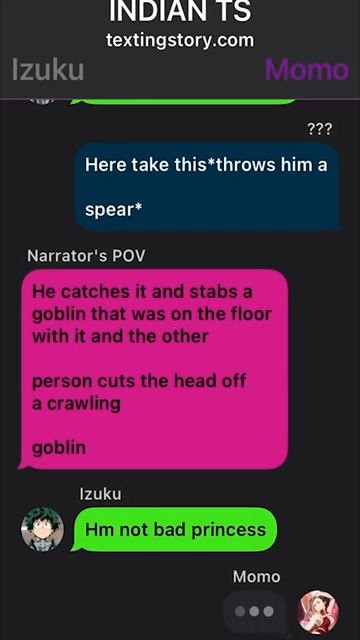 INDIAN TS
textingstory.com
Izuku
Momo
???
Here take this*throws him a
spear*
Narrator's POV
He catches it and stabs a
goblin that was on the floor
with it and the other
person cuts the head off
a crawling
goblin
Izuku
Hm not bad princess
Momo